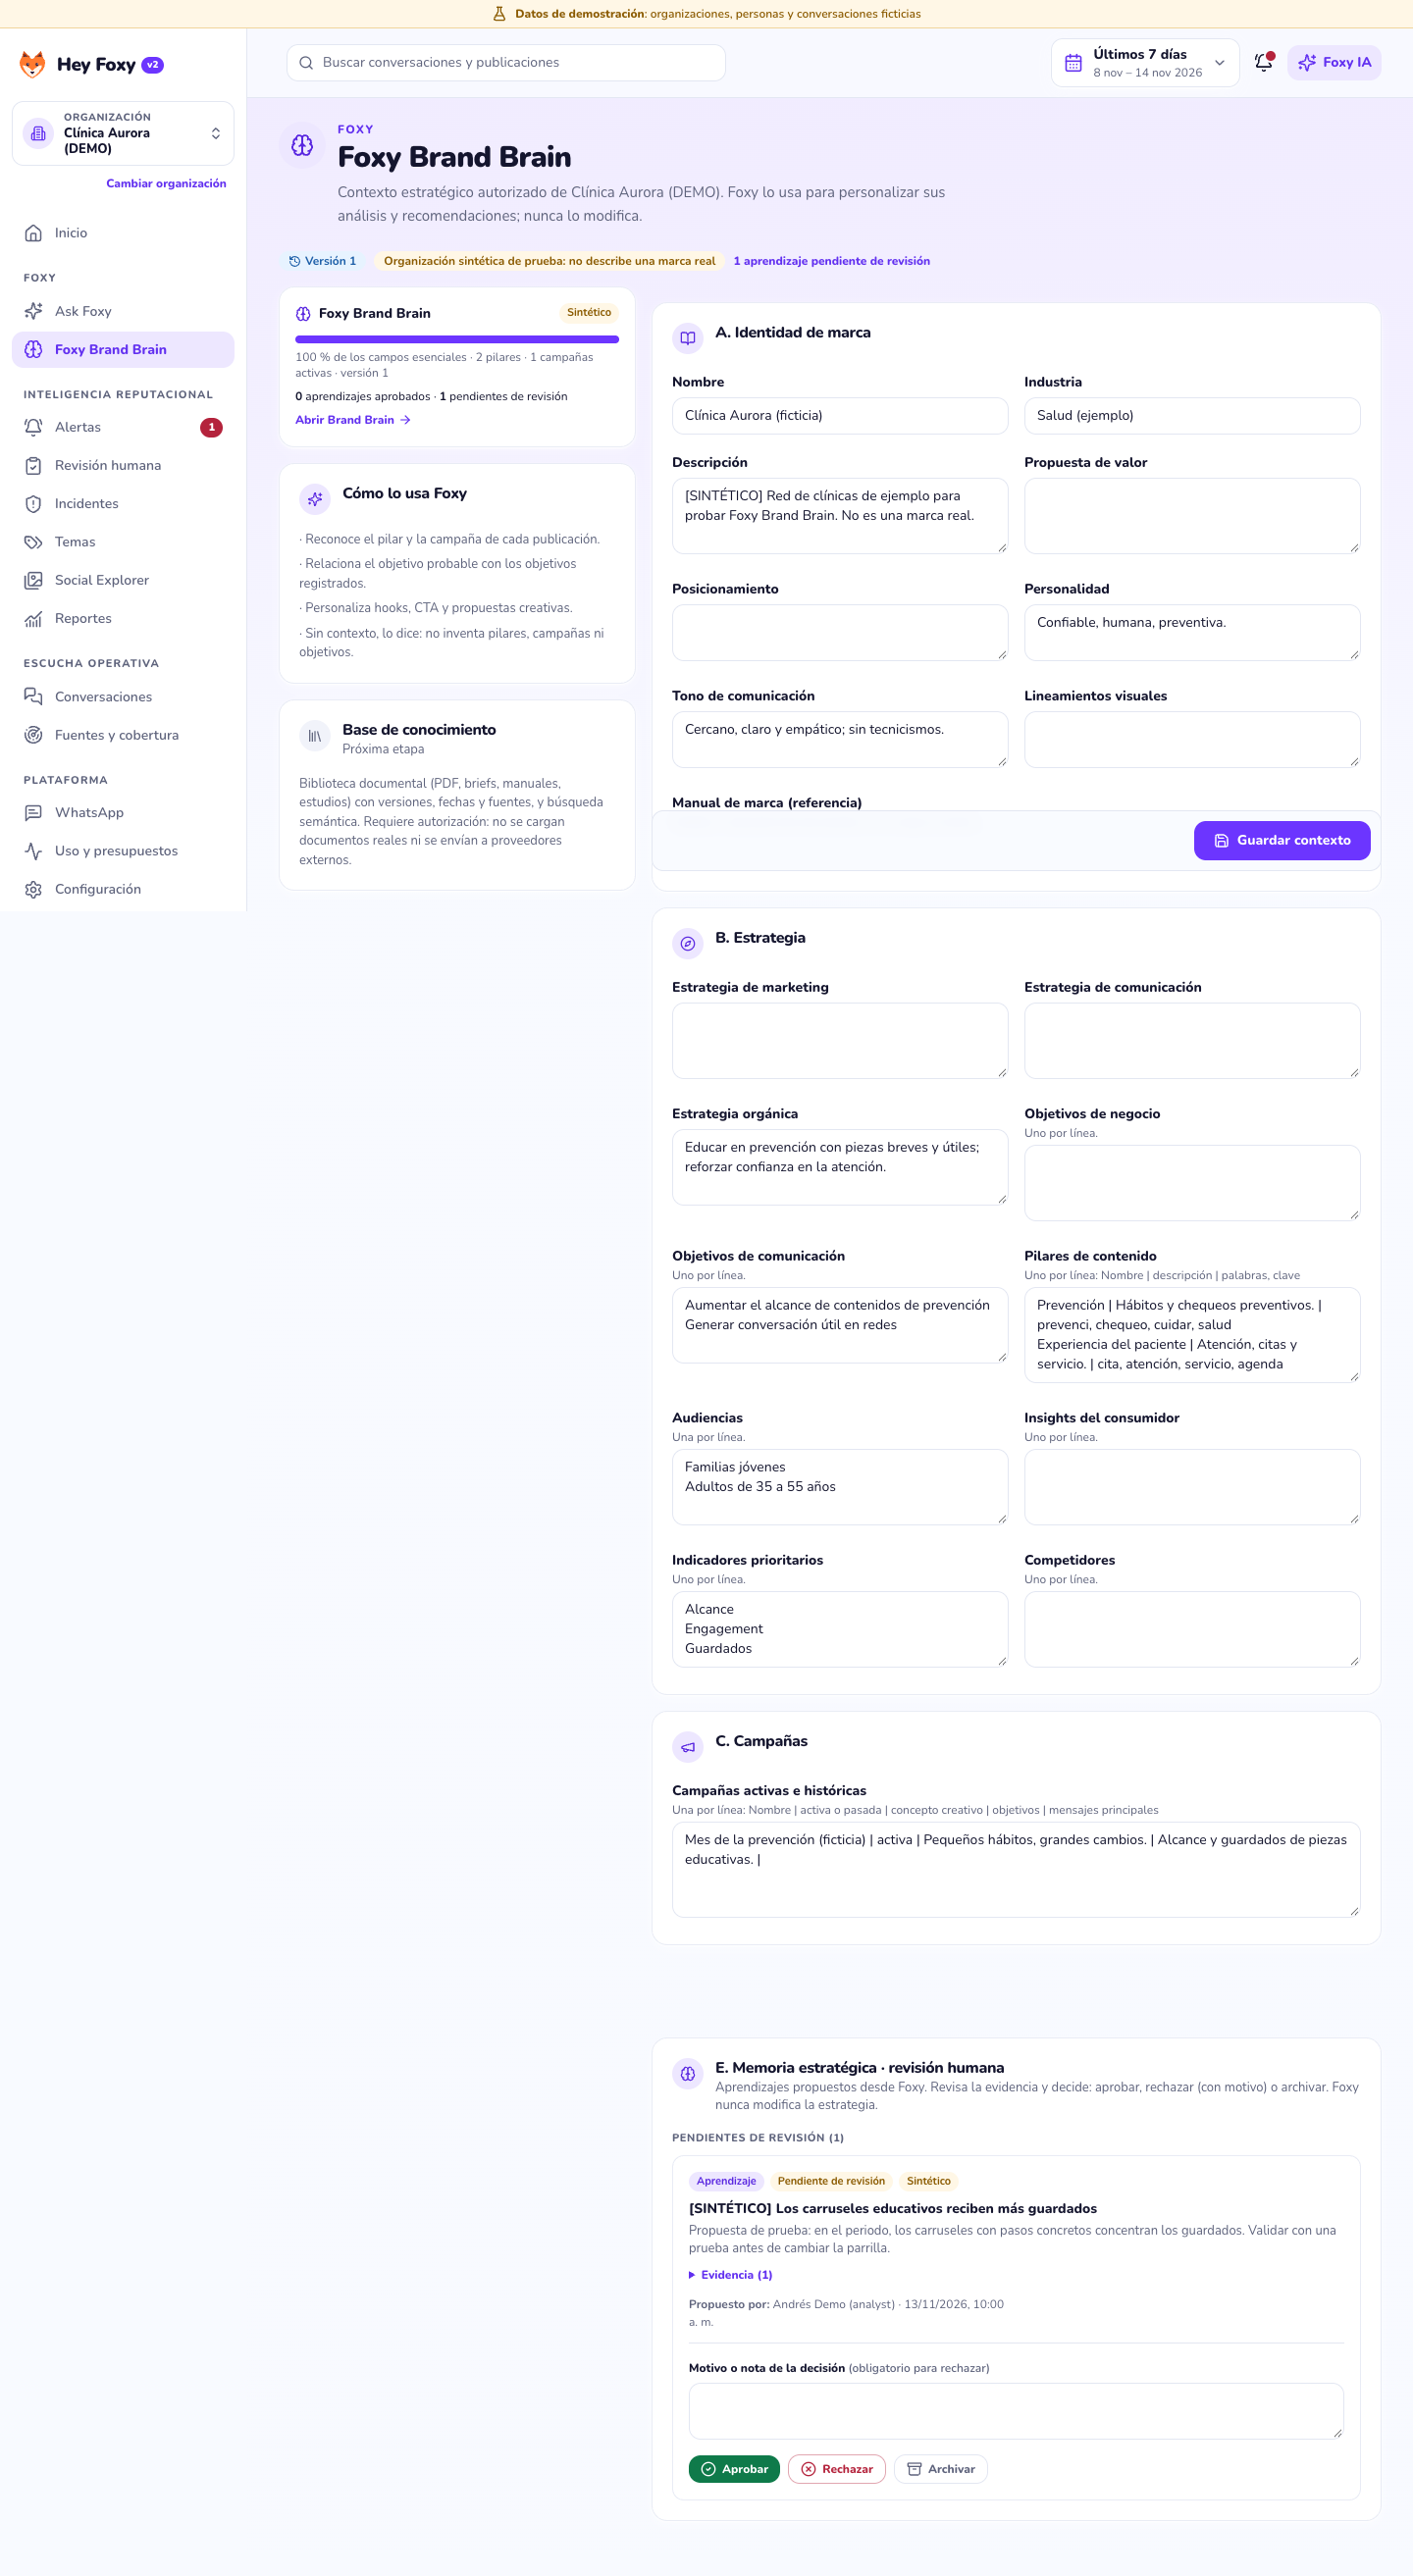 Datos de demostración: organizaciones, personas y conversaciones ficticias
Hey Foxy v2
ORGANIZACIÓN
Clínica Aurora
(DEMO)
Cambiar organización
Inicio
FOXY
Ask Foxy
Foxy Brand Brain
INTELIGENCIA REPUTACIONAL
Alertas 1
Revisión humana
Incidentes
Temas
Social Explorer
Reportes
ESCUCHA OPERATIVA
Conversaciones
Fuentes y cobertura
PLATAFORMA
WhatsApp
Uso y presupuestos
Configuración
Buscar conversaciones y publicaciones
Últimos 7 días
8 nov – 14 nov 2026
Foxy IA
FOXY
Foxy Brand Brain
Contexto estratégico autorizado de Clínica Aurora (DEMO). Foxy lo usa para personalizar sus
análisis y recomendaciones; nunca lo modifica.
Versión 1
Organización sintética de prueba: no describe una marca real
1 aprendizaje pendiente de revisión
Foxy Brand Brain
Sintético
100 % de los campos esenciales · 2 pilares · 1 campañas
activas · versión 1
0 aprendizajes aprobados · 1 pendientes de revisión
Abrir Brand Brain →
Cómo lo usa Foxy
· Reconoce el pilar y la campaña de cada publicación.
· Relaciona el objetivo probable con los objetivos
registrados.
· Personaliza hooks, CTA y propuestas creativas.
· Sin contexto, lo dice: no inventa pilares, campañas ni
objetivos.
Base de conocimiento
Próxima etapa
Biblioteca documental (PDF, briefs, manuales,
estudios) con versiones, fechas y fuentes, y búsqueda
semántica. Requiere autorización: no se cargan
documentos reales ni se envían a proveedores
externos.
A. Identidad de marca
Nombre
Clínica Aurora (ficticia)
Industria
Salud (ejemplo)
Descripción
[SINTÉTICO] Red de clínicas de ejemplo para
probar Foxy Brand Brain. No es una marca real.
Propuesta de valor
Posicionamiento
Personalidad
Confiable, humana, preventiva.
Tono de comunicación
Cercano, claro y empático; sin tecnicismos.
Lineamientos visuales
Manual de marca (referencia)
Guardar contexto
B. Estrategia
Estrategia de marketing
Estrategia de comunicación
Estrategia orgánica
Educar en prevención con piezas breves y útiles;
reforzar confianza en la atención.
Objetivos de negocio
Uno por línea.
Objetivos de comunicación
Uno por línea.
Aumentar el alcance de contenidos de prevención
Generar conversación útil en redes
Pilares de contenido
Uno por línea: Nombre | descripción | palabras, clave
Prevención | Hábitos y chequeos preventivos. |
prevenci, chequeo, cuidar, salud
Experiencia del paciente | Atención, citas y
servicio. | cita, atención, servicio, agenda
Audiencias
Una por línea.
Familias jóvenes
Adultos de 35 a 55 años
Insights del consumidor
Uno por línea.
Indicadores prioritarios
Uno por línea.
Alcance
Engagement
Guardados
Competidores
Uno por línea.
C. Campañas
Campañas activas e históricas
Una por línea: Nombre | activa o pasada | concepto creativo | objetivos | mensajes principales
Mes de la prevención (ficticia) | activa | Pequeños hábitos, grandes cambios. | Alcance y guardados de piezas
educativas. |
E. Memoria estratégica · revisión humana
Aprendizajes propuestos desde Foxy. Revisa la evidencia y decide: aprobar, rechazar (con motivo) o archivar. Foxy
nunca modifica la estrategia.
PENDIENTES DE REVISIÓN (1)
Aprendizaje
Pendiente de revisión
Sintético
[SINTÉTICO] Los carruseles educativos reciben más guardados
Propuesta de prueba: en el periodo, los carruseles con pasos concretos concentran los guardados. Validar con una
prueba antes de cambiar la parrilla.
Evidencia (1)
Propuesto por: Andrés Demo (analyst) · 13/11/2026, 10:00
a. m.
Motivo o nota de la decisión (obligatorio para rechazar)
Aprobar
Rechazar
Archivar